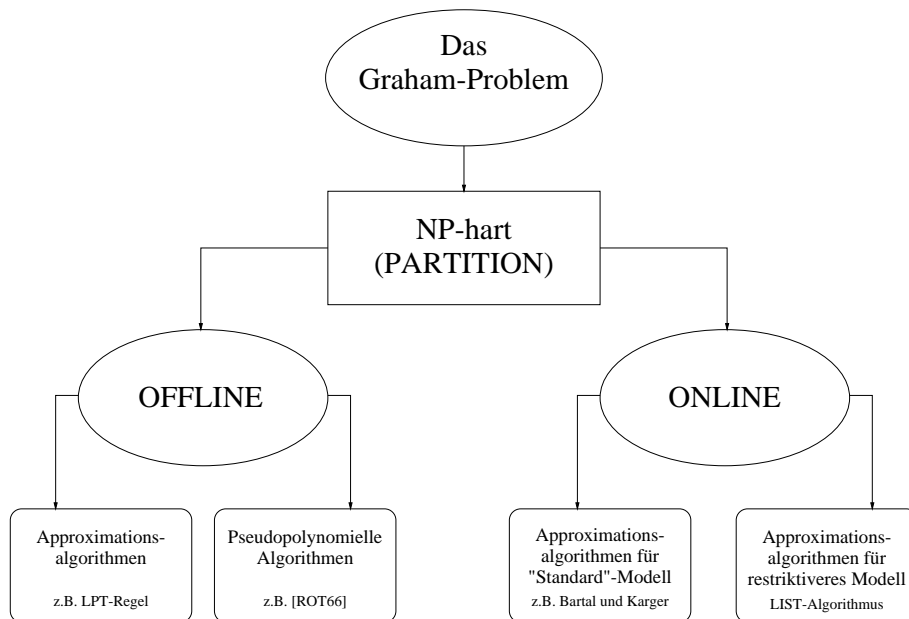 Das
Graham-Problem
NP-hart
(PARTITION)
OFFLINE
ONLINE
Approximations-
algorithmen
z.B. LPT-Regel
Pseudopolynomielle
Algorithmen
z.B. [ROT66]
Approximations-
algorithmen für
"Standard"-Modell
z.B. Bartal und Karger
Approximations-
algorithmen für
restriktiveres Modell
LIST-Algorithmus